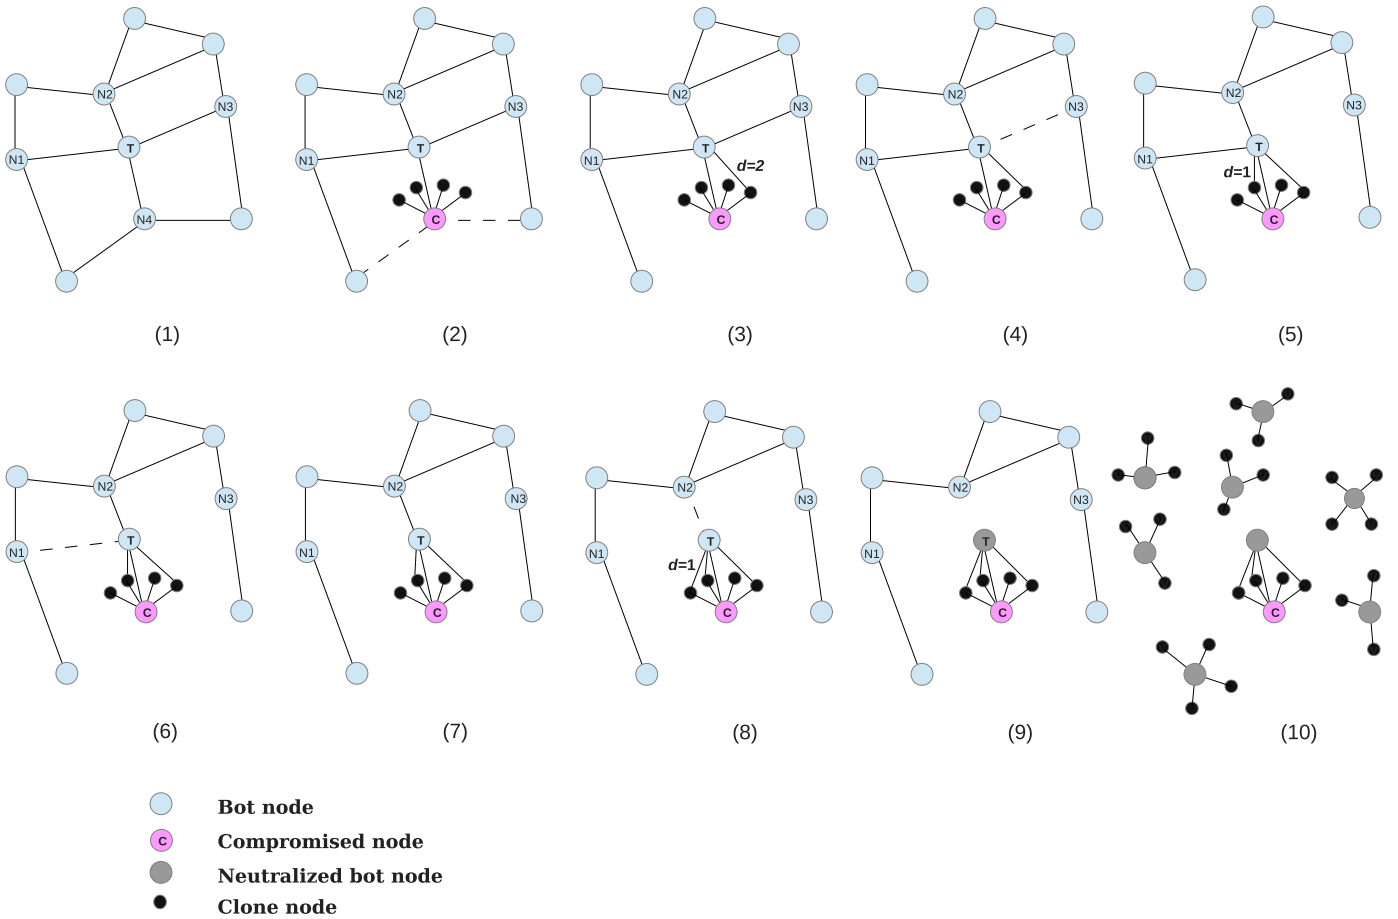 N2
N3
T
N1
N4
(1)
N2
N3
T
N1
C
(2)
N2
N3
T
d=2
N1
C
(3)
N2
N3
T
N1
C
(4)
N2
N3
T
N1
d=1
C
(5)
N2
N3
T
N1
C
(6)
N2
N3
T
N1
C
(7)
N2
N3
T
N1
d=1
C
(8)
N2
N3
T
N1
C
(9)
C
(10)
Bot node
C Compromised node
Neutralized bot node
Clone node